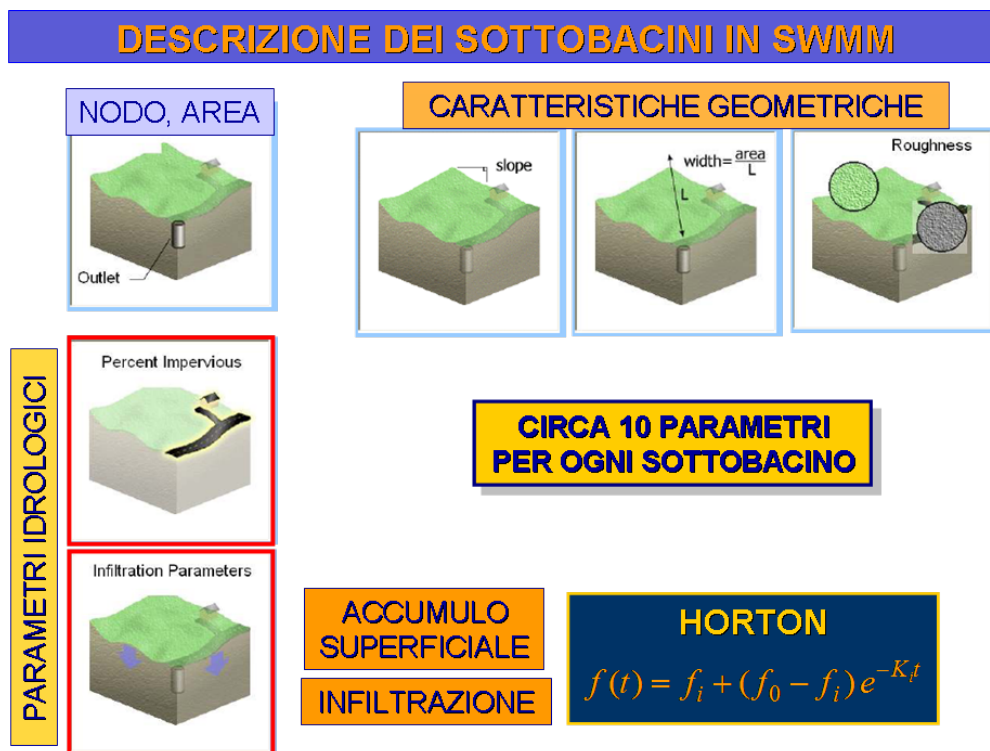 DESCRIZIONE DEI SOTTOBACINI IN SWMM
NODO, AREA
Outlet
CARATTERISTICHE GEOMETRICHE
slope
width=area/L
L
Roughness
PARAMETRI IDROLOGICI
Percent Impervious
Infiltration Parameters
CIRCA 10 PARAMETRI
PER OGNI SOTTOBACINO
ACCUMULO
SUPERFICIALE
INFILTRAZIONE
HORTON
f(t) = f_i + (f_0 − f_i) e^{−K_i t}